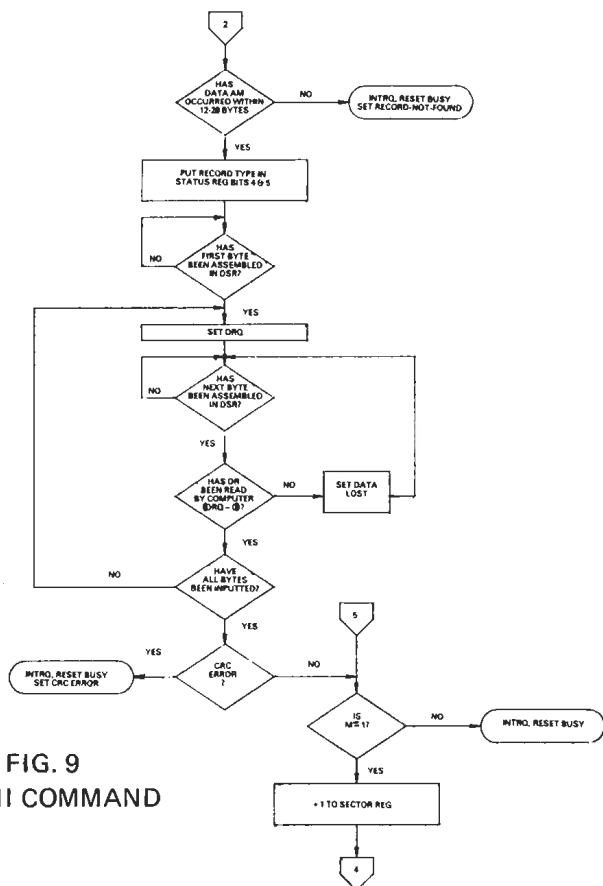 2
HAS
DATA AM
OCCURRED WITHIN
BYTES
NO
INTRQ, RESET BUSY
SET RECORD-NOT-FOUND
YES
PUT RECORD TYPE IN
STATUS REG BITS 4 & 5
HAS
FIRST BYTE
BEEN ASSEMBLED
IN DSR?
NO
YES
SET DRQ
HAS
NEXT BYTE
BEEN ASSEMBLED
IN DSR?
NO
YES
HAS DR
BEEN READ
BY COMPUTER
NO
SET DATA
LOST
YES
HAVE
ALL BYTES
BEEN INPUTTED?
NO
YES
5
CRC
ERROR
?
YES
INTRQ, RESET BUSY
SET CRC ERROR
NO
IS
M = 1?
NO
INTRQ, RESET BUSY
YES
+ 1 TO SECTOR REG
4
FIG. 9
II COMMAND